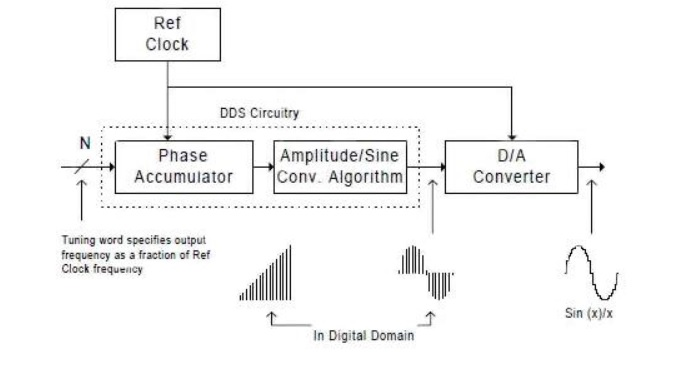 Ref
Clock
DDS Circuitry
N
Phase
Accumulator
Amplitude/Sine
Conv. Algorithm
D/A
Converter
Tuning word specifies output
frequency as a fraction of Ref
Clock frequency
In Digital Domain
Sin (x)/x